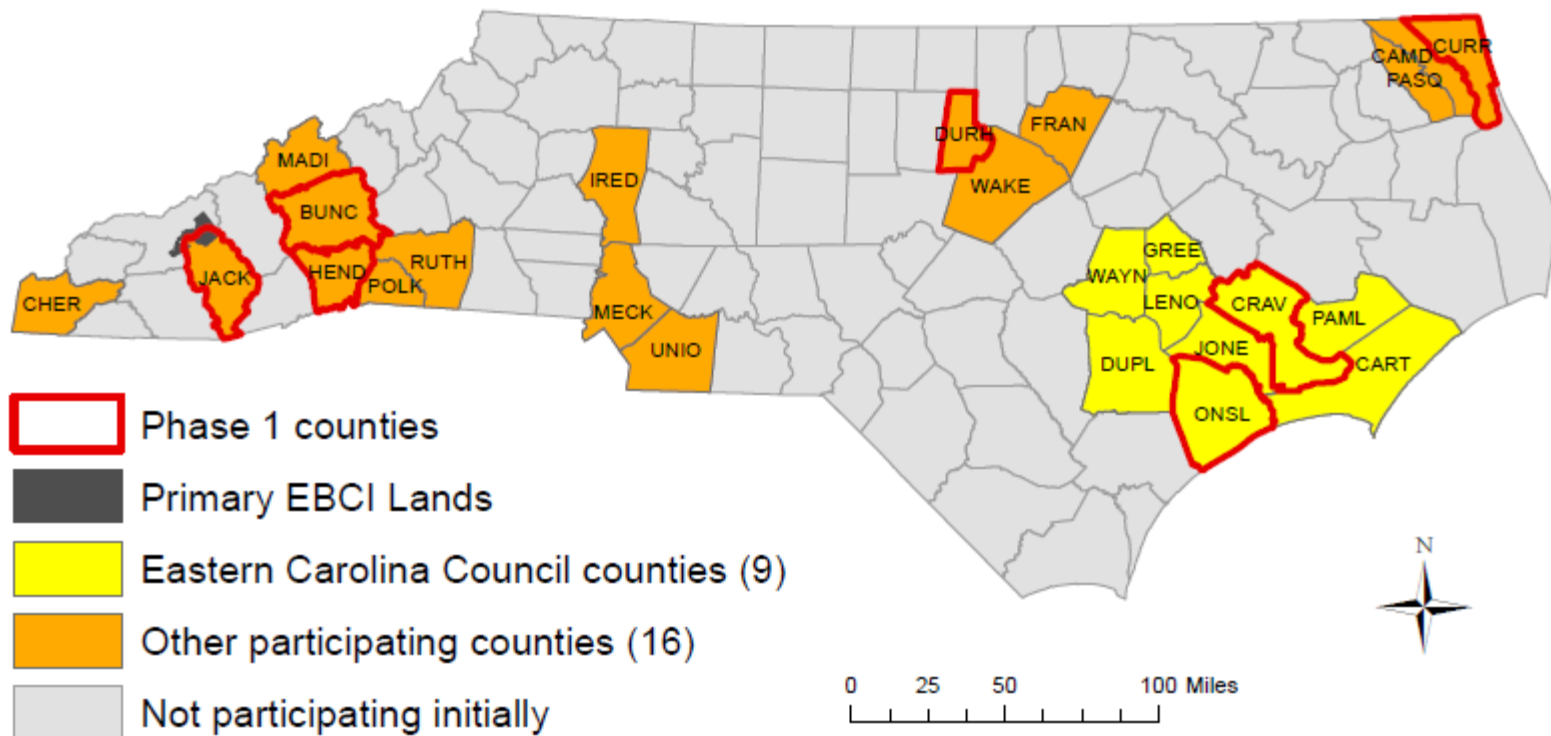 CURR
CAMD
PASQ
DURH
FRAN
MADI
IRED
WAKE
BUNC
GREE
RUTH
WAYN
HEND
JACK
POLK
LENO
CRAV
CHER
MECK
PAML
UNIO
JONE
DUPL
CART
ONSL
Phase 1 counties
Primary EBCI Lands
Eastern Carolina Council counties (9)
Other participating counties (16)
Not participating initially
N
0 25 50 100 Miles